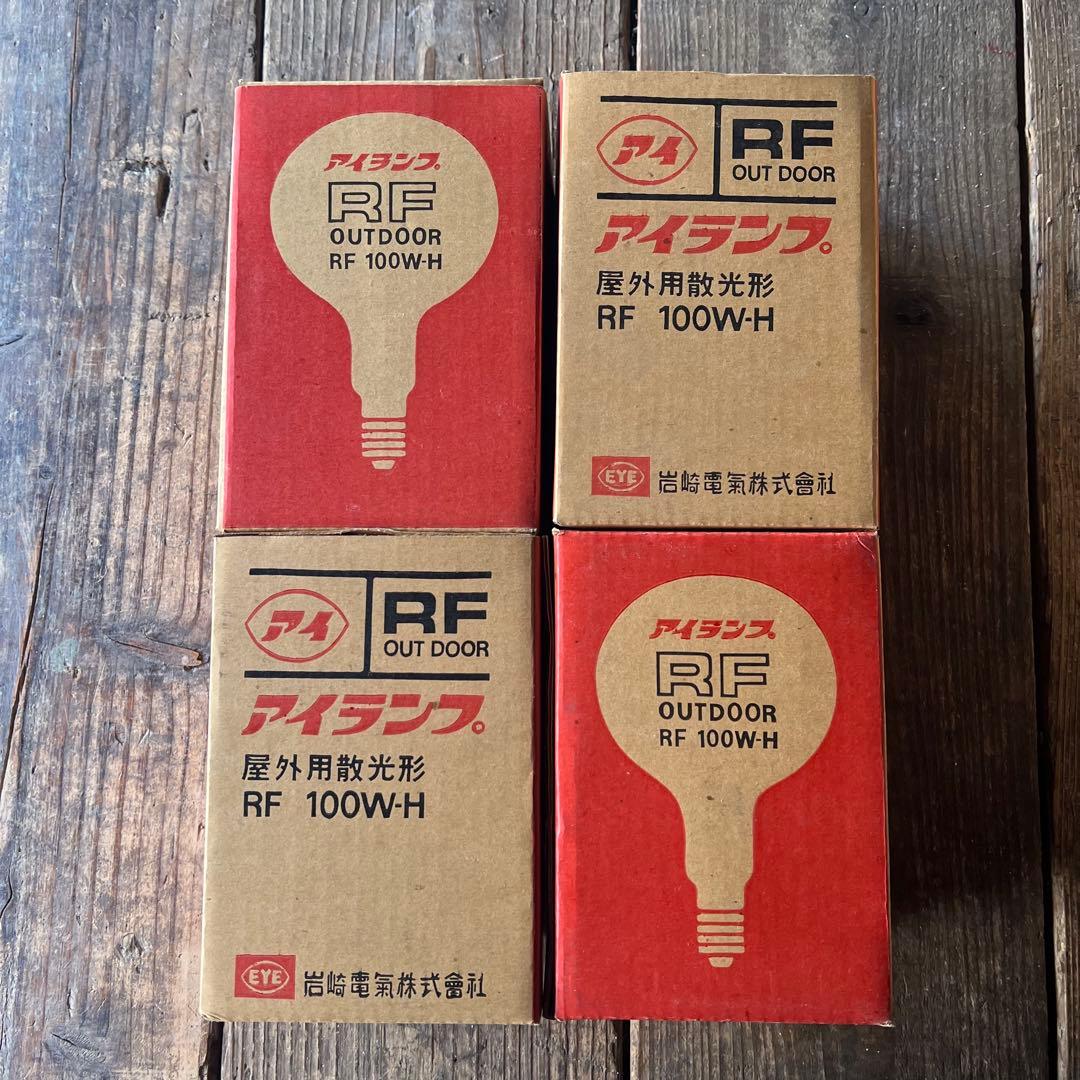 アイランプ®
RF
OUTDOOR
RF 100W-H
アイ
RF
OUT DOOR
アイランプ®
屋外用散光形
RF 100W-H
EYE 岩崎電氣株式會社
アイ
RF
OUT DOOR
アイランプ®
屋外用散光形
RF 100W-H
EYE 岩崎電氣株式會社
アイランプ®
RF
OUTDOOR
RF 100W-H